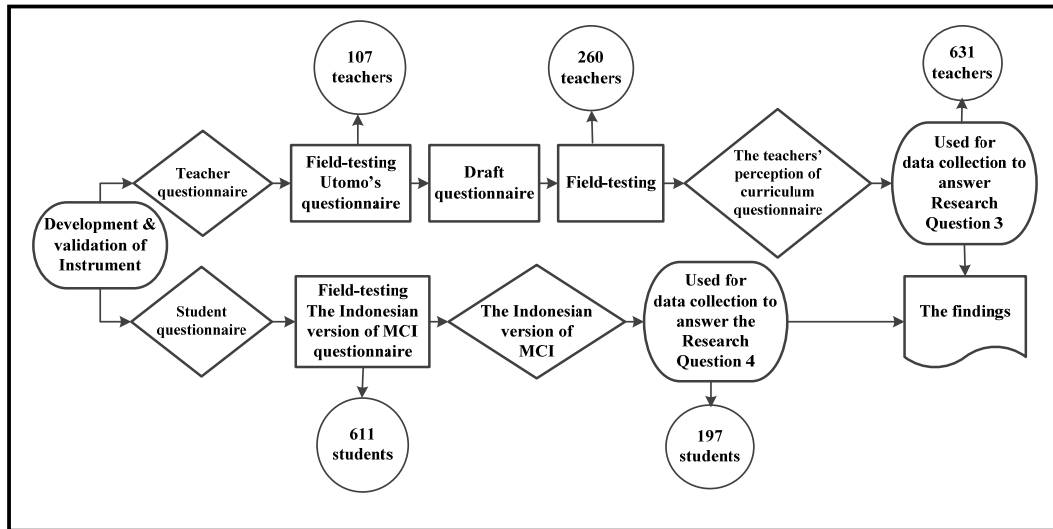 107
teachers
260
teachers
631
teachers
Teacher
questionnaire
Field-testing
Utomo’s
questionnaire
Draft
questionnaire
Field-testing
The teachers’
perception of
curriculum
questionnaire
Used for
data collection to
answer
Research
Question 3
Development &
validation of
Instrument
Student
questionnaire
Field-testing
The Indonesian
version of MCI
questionnaire
The Indonesian
version of
MCI
Used for
data collection to
answer the
Research
Question 4
The findings
611
students
197
students